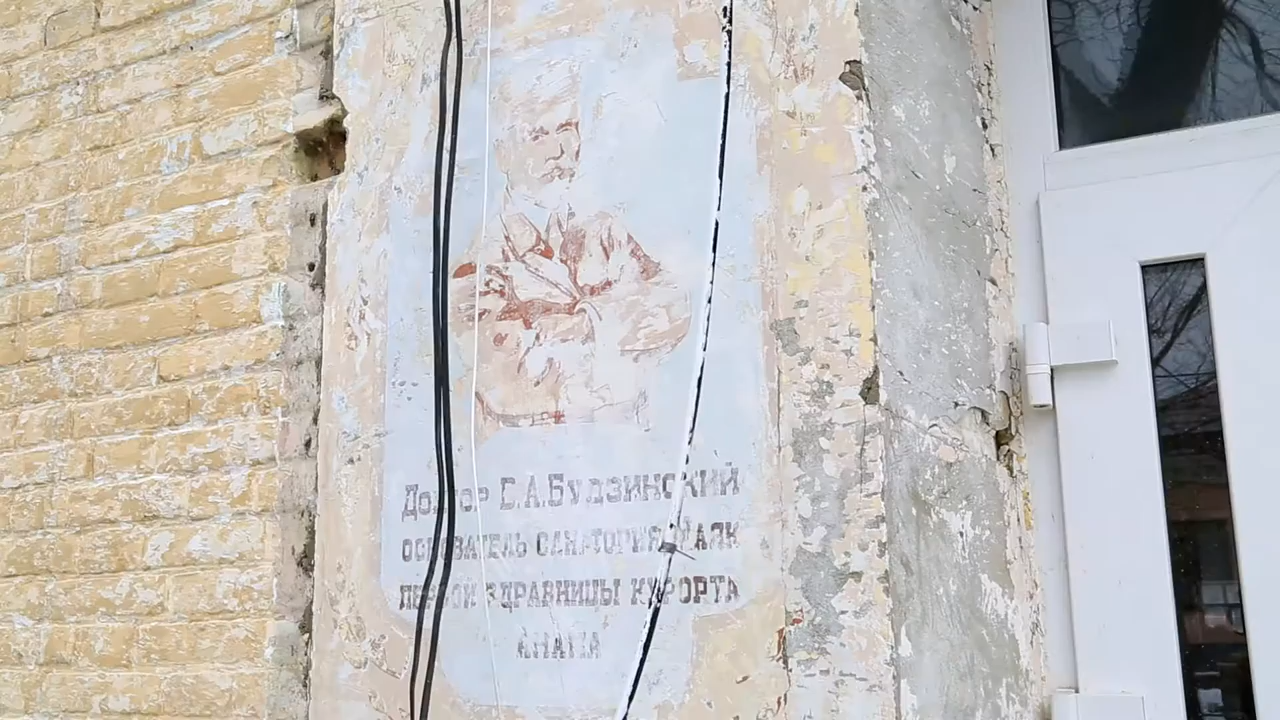 Доктор С.А.Будзинский
основатель санатория Маяк
первой здравницы курорта
Анапа